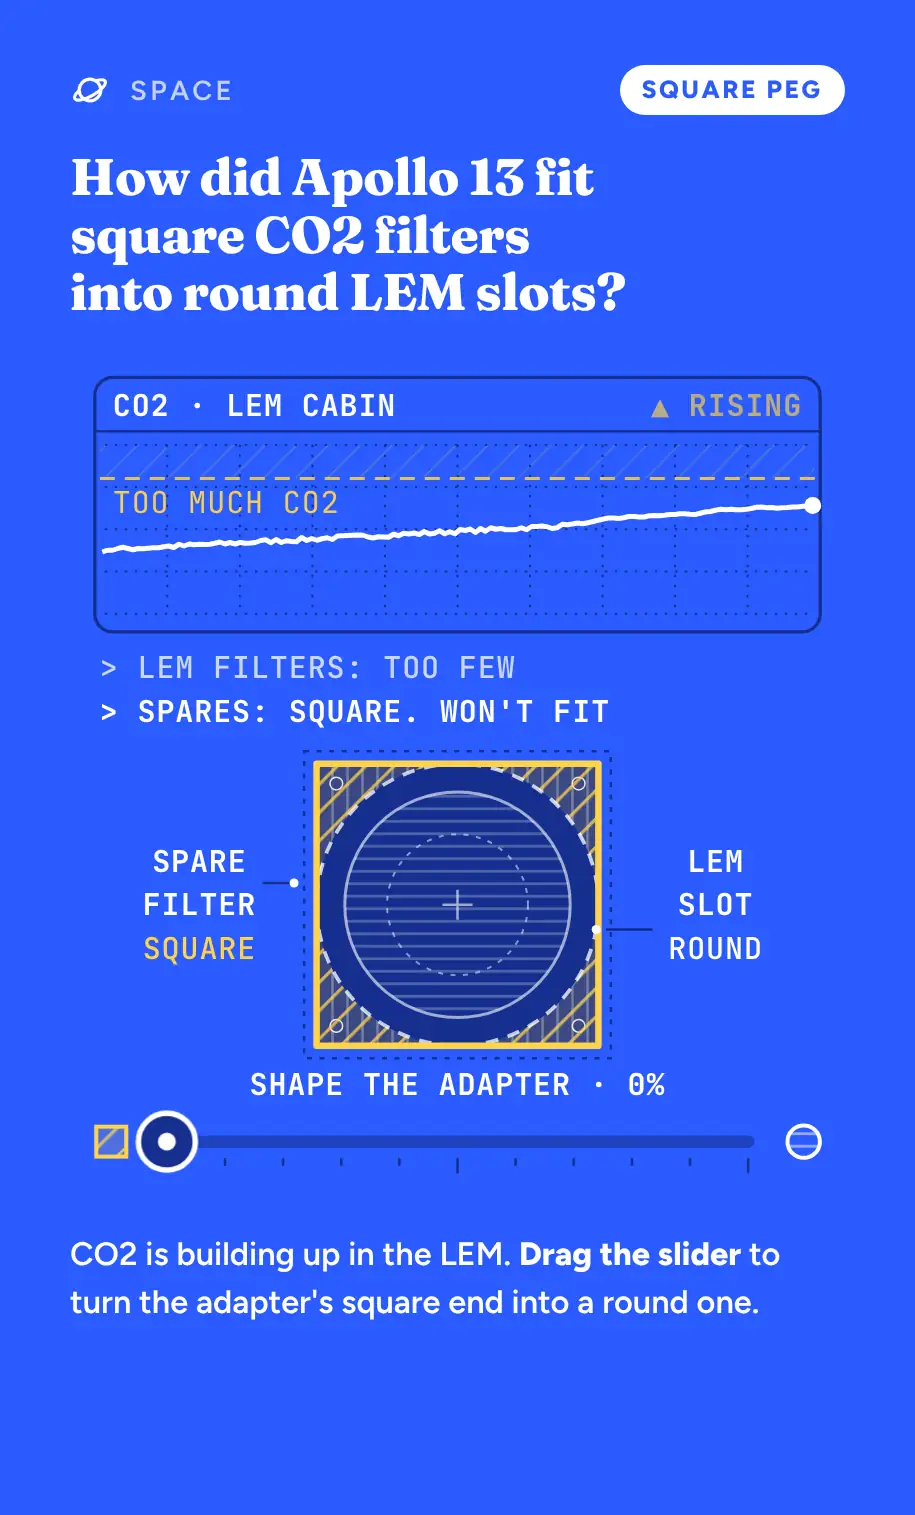 SPACE
SQUARE PEG
How did Apollo 13 fit
square CO2 filters
into round LEM slots?
CO2 · LEM CABIN
▲ RISING
TOO MUCH CO2
> LEM FILTERS: TOO FEW
> SPARES: SQUARE. WON'T FIT
SPARE
FILTER
SQUARE
LEM
SLOT
ROUND
SHAPE THE ADAPTER · 0%
CO2 is building up in the LEM. Drag the slider to
turn the adapter's square end into a round one.